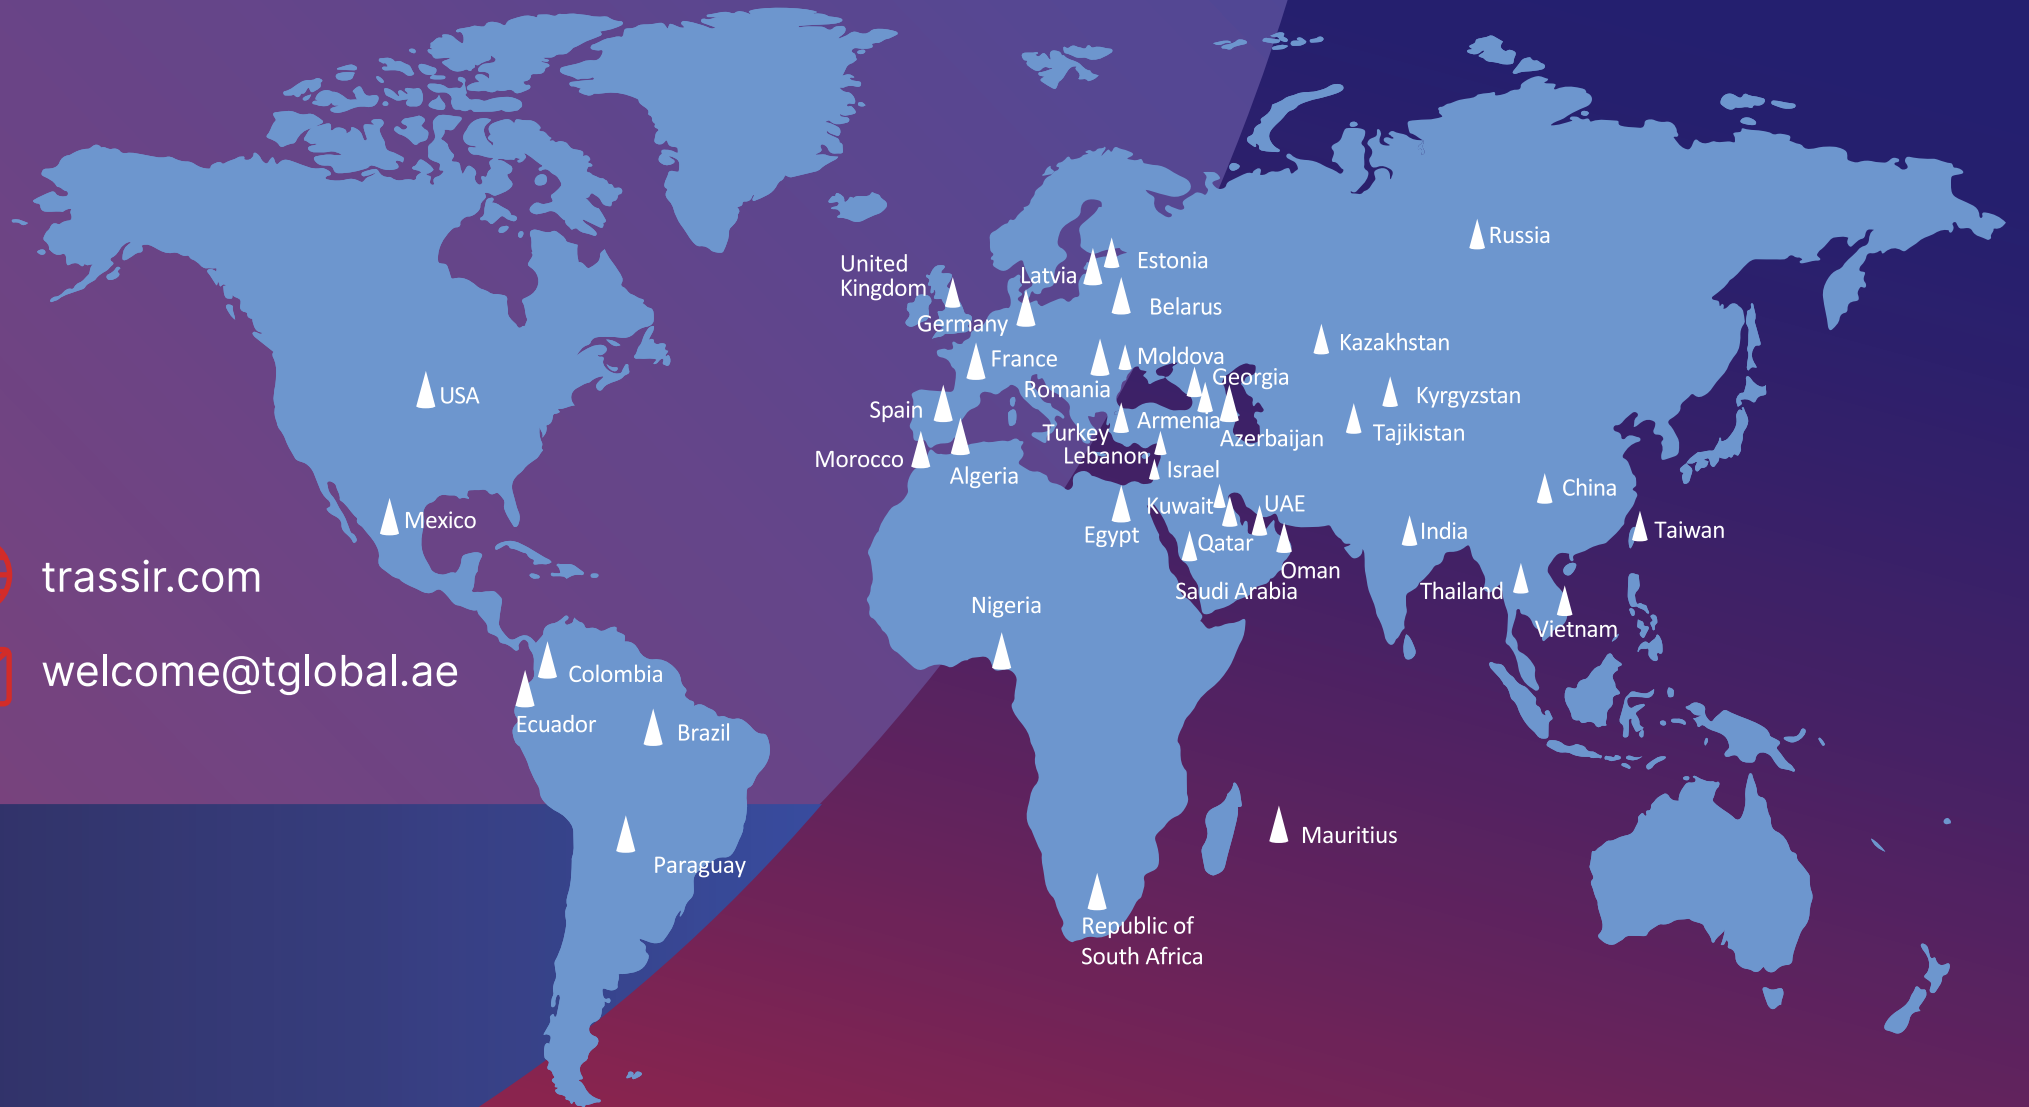 Russia
United
Kingdom
Latvia
Estonia
Germany
Belarus
France
Moldova
Kazakhstan
Romania
Georgia
USA
Kyrgyzstan
Spain
Turkey
Armenia
Azerbaijan
Tajikistan
Morocco
Lebanon
Algeria
Israel
China
Mexico
Kuwait
UAE
Egypt
Qatar
India
Taiwan
trassir.com
Oman
Saudi Arabia
Thailand
Nigeria
Vietnam
welcome@tglobal.ae
Colombia
Ecuador
Brazil
Mauritius
Paraguay
Republic of
South Africa